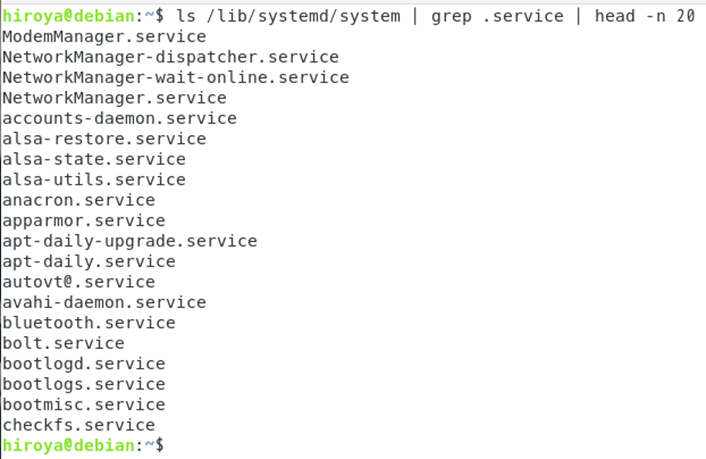 hiroya@debian:~$ ls /lib/systemd/system | grep .service | head -n 20
ModemManager.service
NetworkManager-dispatcher.service
NetworkManager-wait-online.service
NetworkManager.service
accounts-daemon.service
alsa-restore.service
alsa-state.service
alsa-utils.service
anacron.service
apparmor.service
apt-daily-upgrade.service
apt-daily.service
autovt@.service
avahi-daemon.service
bluetooth.service
bolt.service
bootlogd.service
bootlogs.service
bootmisc.service
checkfs.service
hiroya@debian:~$